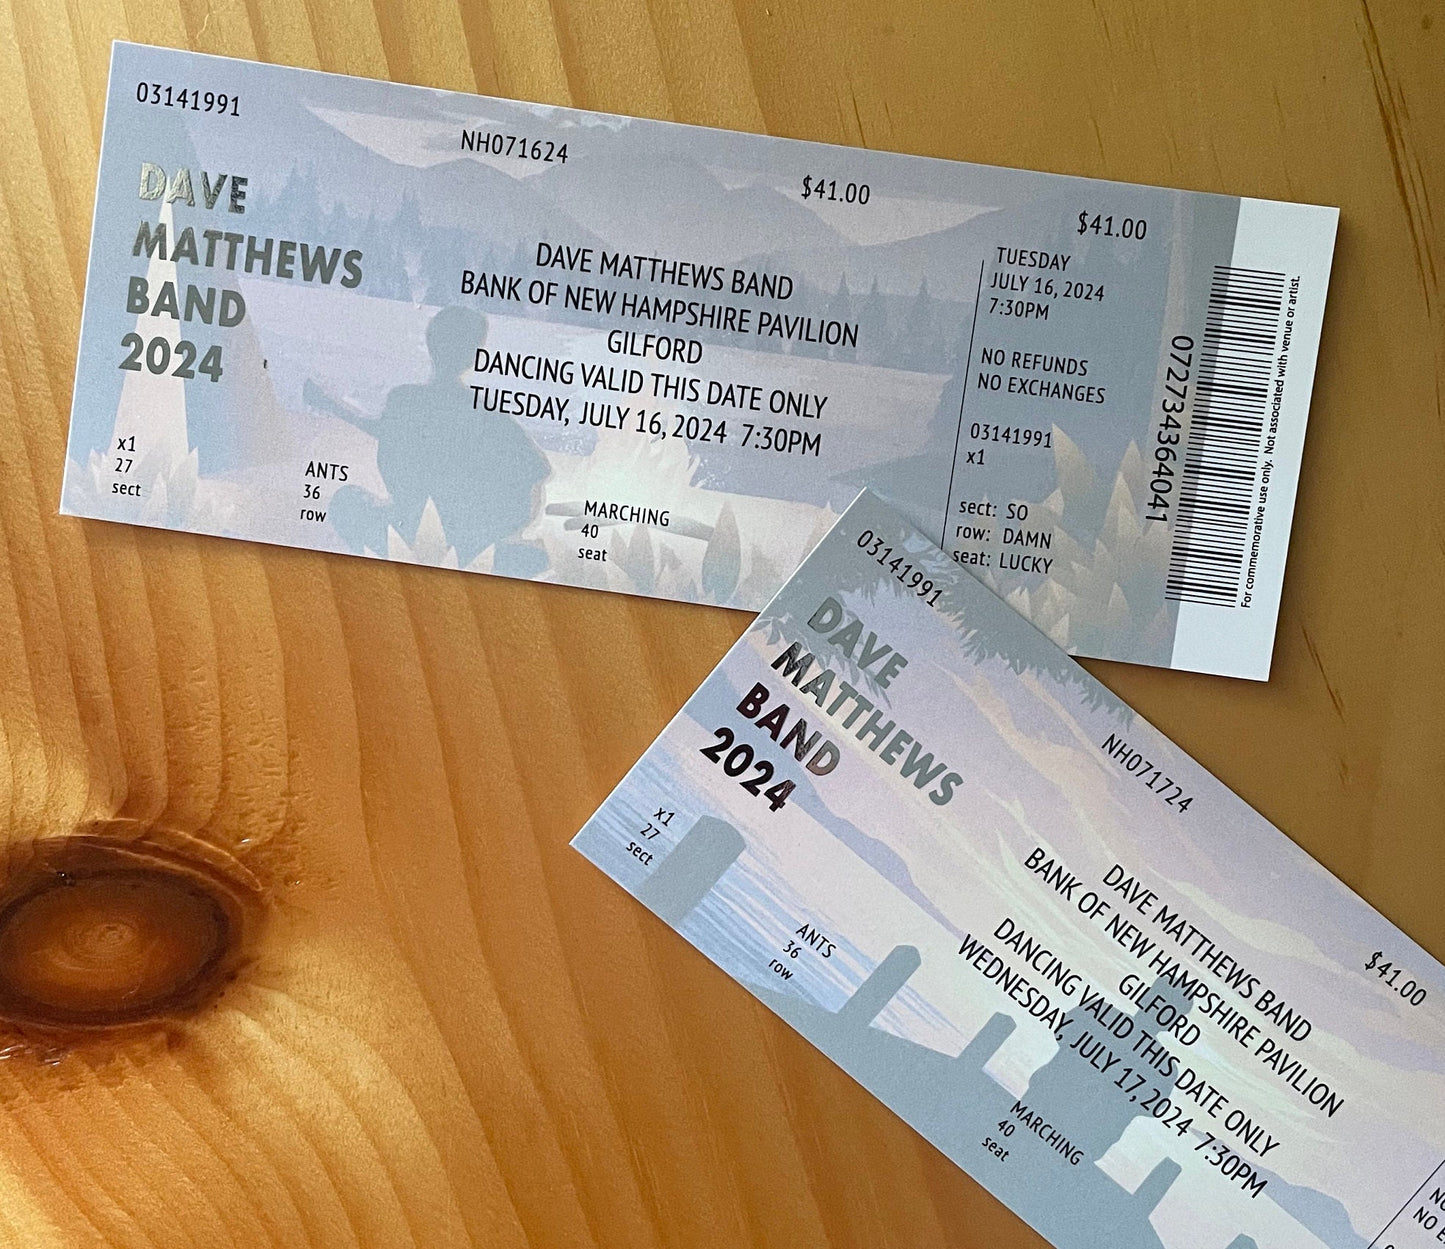 03141991
NH071624
$41.00
$41.00
DAVE
MATTHEWS
BAND
2024
DAVE MATTHEWS BAND
BANK OF NEW HAMPSHIRE PAVILION
GILFORD
DANCING VALID THIS DATE ONLY
TUESDAY, JULY 16, 2024 7:30PM
x1
27
sect
ANTS
36
row
MARCHING
40
seat
TUESDAY
JULY 16, 2024
7:30PM
NO REFUNDS
NO EXCHANGES
03141991
x1
sect: SO
row: DAMN
seat: LUCKY
072734364041
For commemorative use only. Not associated with venue or artist.
03141991
NH071724
$41.00
DAVE
MATTHEWS
BAND
2024
DAVE MATTHEWS BAND
BANK OF NEW HAMPSHIRE PAVILION
GILFORD
DANCING VALID THIS DATE ONLY
WEDNESDAY, JULY 17, 2024 7:30PM
x1
27
sect
ANTS
36
row
MARCHING
40
seat
NO
NO E